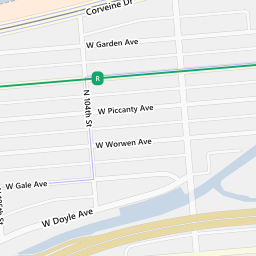 Corveine Dr
W Garden Ave
R
N 104th St
W Piccanty Ave
W Worwen Ave
W Gale Ave
W Doyle Ave